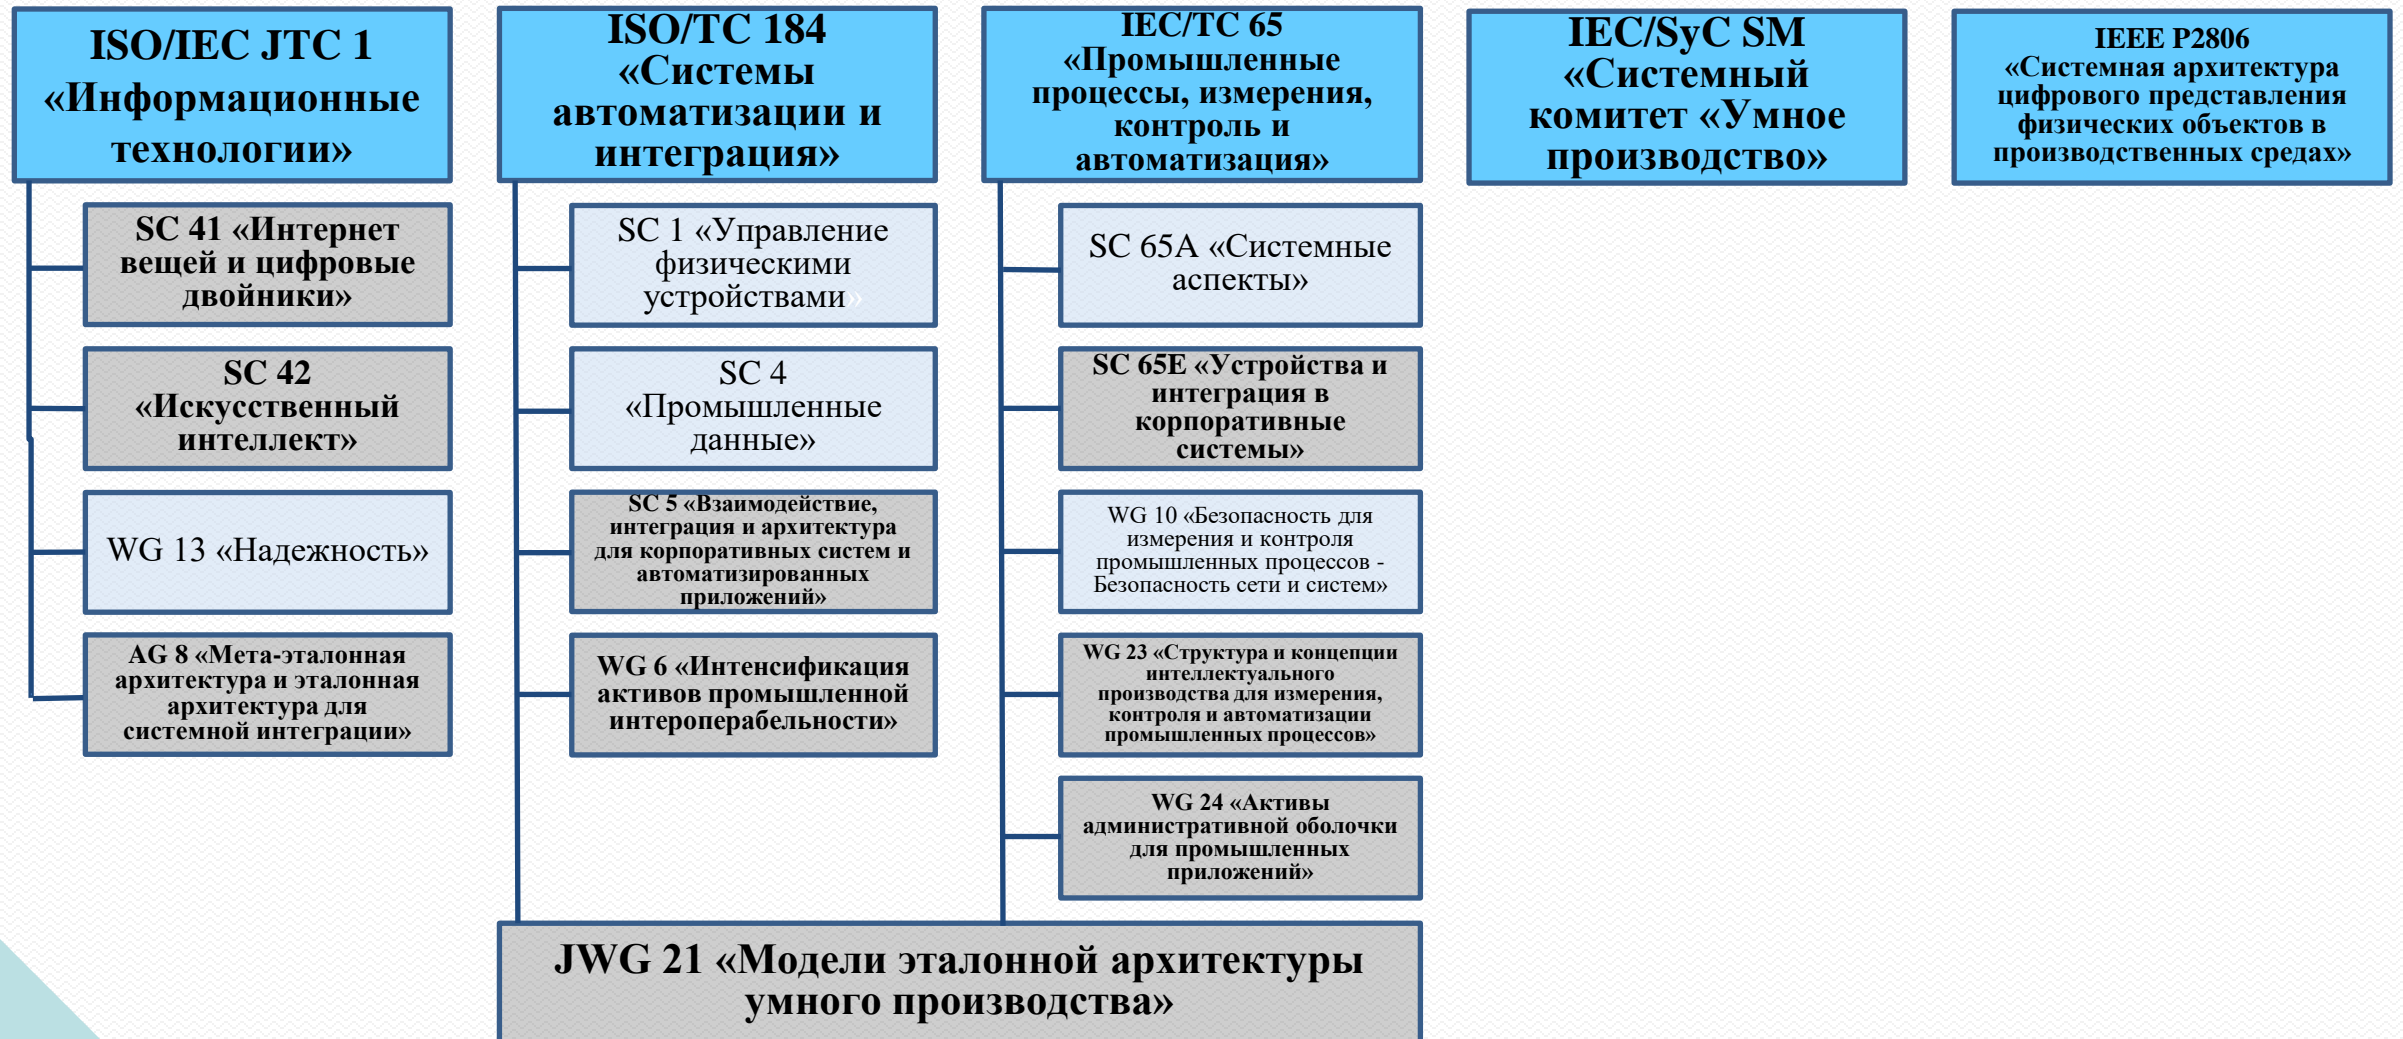 ISO/IEC JTC 1
«Информационные
технологии»
SC 41 «Интернет
вещей и цифровые
двойники»
SC 42
«Искусственный
интеллект»
WG 13 «Надежность»
AG 8 «Мета-эталонная
архитектура и эталонная
архитектура для
системной интеграции»
ISO/TC 184
«Системы
автоматизации и
интеграция»
SC 1 «Управление
физическими
устройствами»
SC 4
«Промышленные
данные»
SC 5 «Взаимодействие,
интеграция и архитектура
для корпоративных систем и
автоматизированных
приложений»
WG 6 «Интенсификация
активов промышленной
интероперабельности»
IEC/TC 65
«Промышленные
процессы, измерения,
контроль и
автоматизация»
SC 65A «Системные
аспекты»
SC 65E «Устройства и
интеграция в
корпоративные
системы»
WG 10 «Безопасность для
измерения и контроля
промышленных процессов -
Безопасность сети и систем»
WG 23 «Структура и концепции
интеллектуального
производства для измерения,
контроля и автоматизации
промышленных процессов»
WG 24 «Активы
административной оболочки
для промышленных
приложений»
JWG 21 «Модели эталонной архитектуры
умного производства»
IEC/SyC SM
«Системный
комитет «Умное
производство»
IEEE P2806
«Системная архитектура
цифрового представления
физических объектов в
производственных средах»